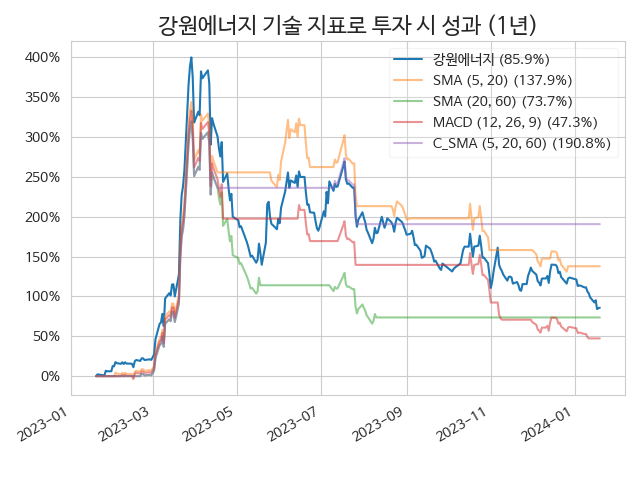 강원에너지 기술 지표로 투자 시 성과 (1년)
400%
350%
300%
250%
200%
150%
100%
50%
0%
강원에너지 (85.9%)
SMA (5, 20) (137.9%)
SMA (20, 60) (73.7%)
MACD (12, 26, 9) (47.3%)
C_SMA (5, 20, 60) (190.8%)
2023-01
2023-03
2023-05
2023-07
2023-09
2023-11
2024-01